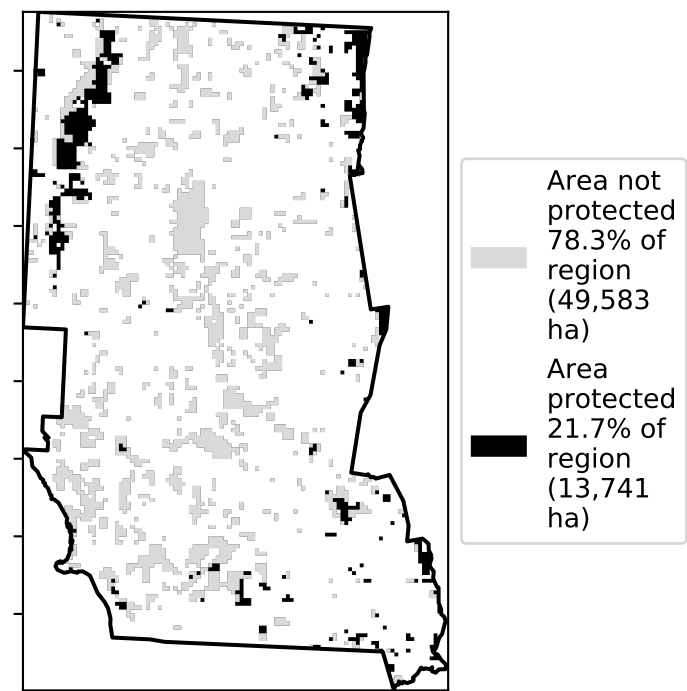 Area not
protected
78.3% of
region
(49,583
ha)
Area
protected
21.7% of
region
(13,741
ha)